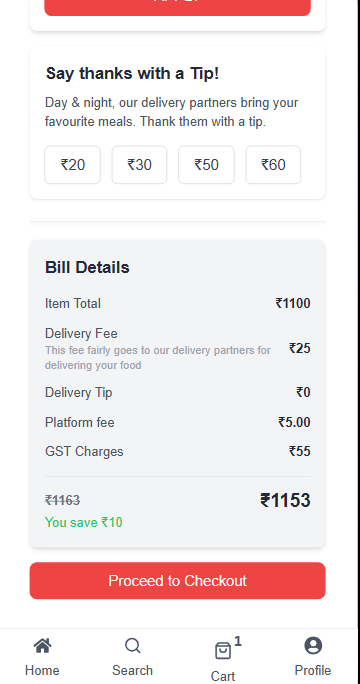 Say thanks with a Tip!
Day & night, our delivery partners bring your
favourite meals. Thank them with a tip.
₹20 ₹30 ₹50 ₹60
Bill Details
Item Total ₹1100
Delivery Fee
This fee fairly goes to our delivery partners for
delivering your food
₹25
Delivery Tip ₹0
Platform fee ₹5.00
GST Charges ₹55
₹1163 ₹1153
You save ₹10
Proceed to Checkout
1
Home Search Cart Profile